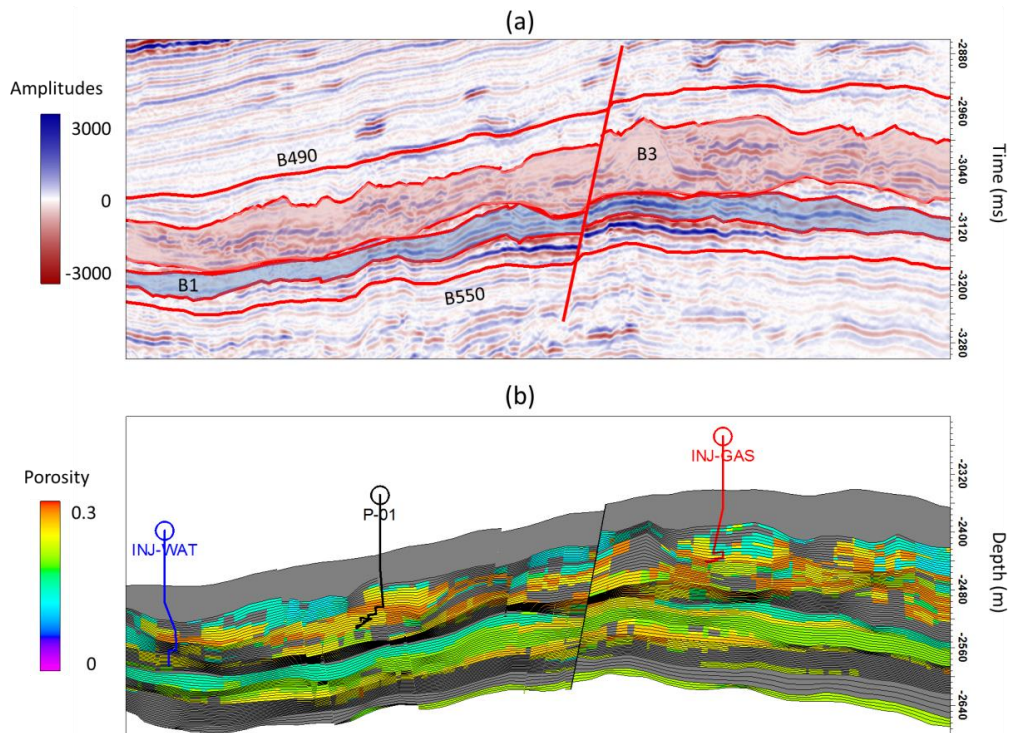 (a)
Amplitudes
3000
0
-3000
B490
B3
B1
B550
-2880
-2960
-3040
-3120
-3200
-3280
Time (ms)
(b)
Porosity
0.3
0
INJ-WAT
P-01
INJ-GAS
-2320
-2400
-2480
-2560
-2640
Depth (m)